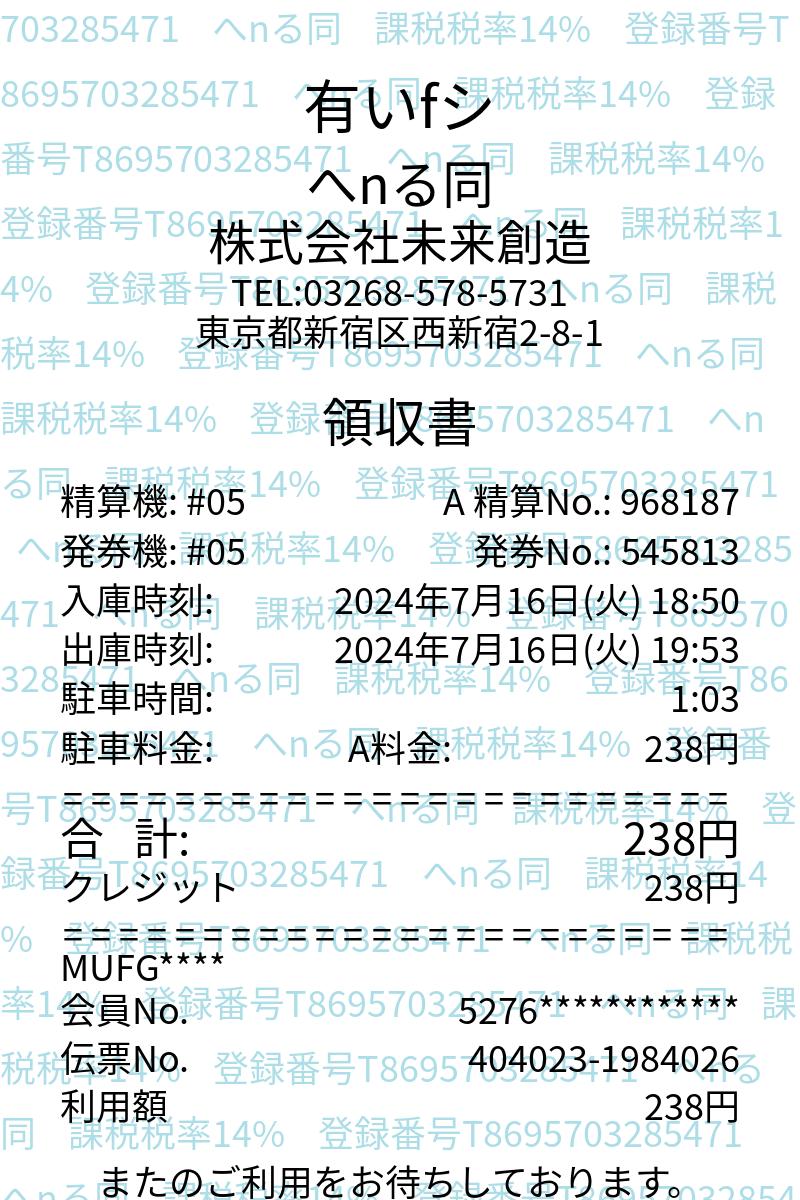 有いfシ
へnる同
株式会社未来創造
TEL:03268-578-5731
東京都新宿区西新宿2-8-1
領収書
精算機: #05 A 精算No.: 968187
発券機: #05 発券No.: 545813
入庫時刻: 2024年7月16日(火) 18:50
出庫時刻: 2024年7月16日(火) 19:53
駐車時間: 1:03
駐車料金: A料金: 238円
========================
合 計: 238円
クレジット 238円
========================
MUFG****
会員No. 5276************
伝票No. 404023-1984026
利用額 238円
またのご利用をお待ちしております。
703285471 へnる同 課税税率14% 登録番号T
8695703285471 へnる同 課税税率14% 登録
番号T8695703285471 へnる同 課税税率14%
登録番号T8695703285471 へnる同 課税税率1
4% 登録番号T8695703285471 へnる同 課税
税率14% 登録番号T8695703285471 へnる同
課税税率14% 登録番号T8695703285471 へn
る同 課税税率14% 登録番号T8695703285471
へnる同 課税税率14% 登録番号T8695703285
471 へnる同 課税税率14% 登録番号T869570
3285471 へnる同 課税税率14% 登録番号T86
95703285471 へnる同 課税税率14% 登録番
号T8695703285471 へnる同 課税税率14% 登
録番号T8695703285471 へnる同 課税税率14
% 登録番号T8695703285471 へnる同 課税税
率14% 登録番号T8695703285471 へnる同 課
税税率14% 登録番号T8695703285471 へnる
同 課税税率14% 登録番号T8695703285471
へnる同 課税税率14% 登録番号T86957032854